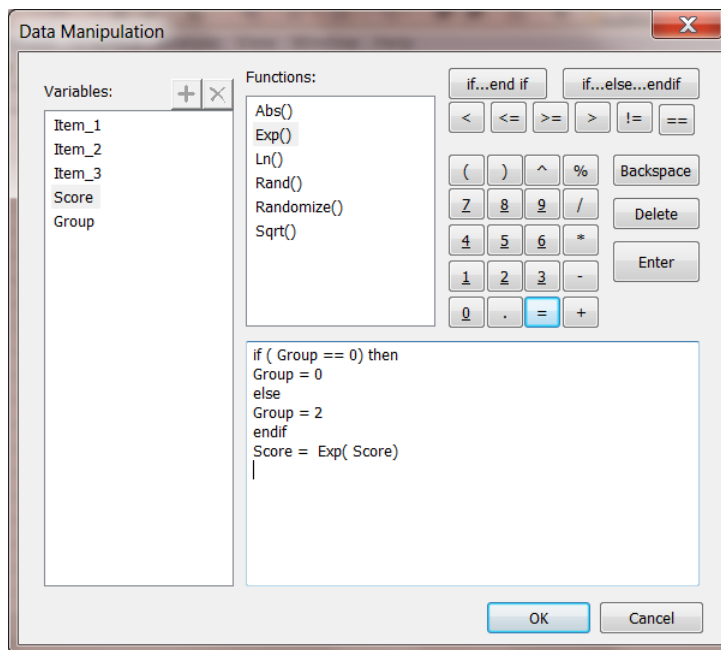 Data Manipulation
Variables:
Item_1
Item_2
Item_3
Score
Group
Functions:
Abs()
Exp()
Ln()
Rand()
Randomize()
Sqrt()
if...end if if...else...endif
< <= >= > != ==
( ) ^ % Backspace
7 8 9 / Delete
4 5 6 * Enter
1 2 3 -
0 . = +
if ( Group == 0) then
Group = 0
else
Group = 2
endif
Score = Exp( Score)
OK Cancel